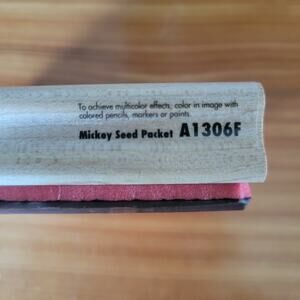 To achieve multicolor effects, color in image with
colored pencils, markers or paints.
Mickey Seed Packet A1306F